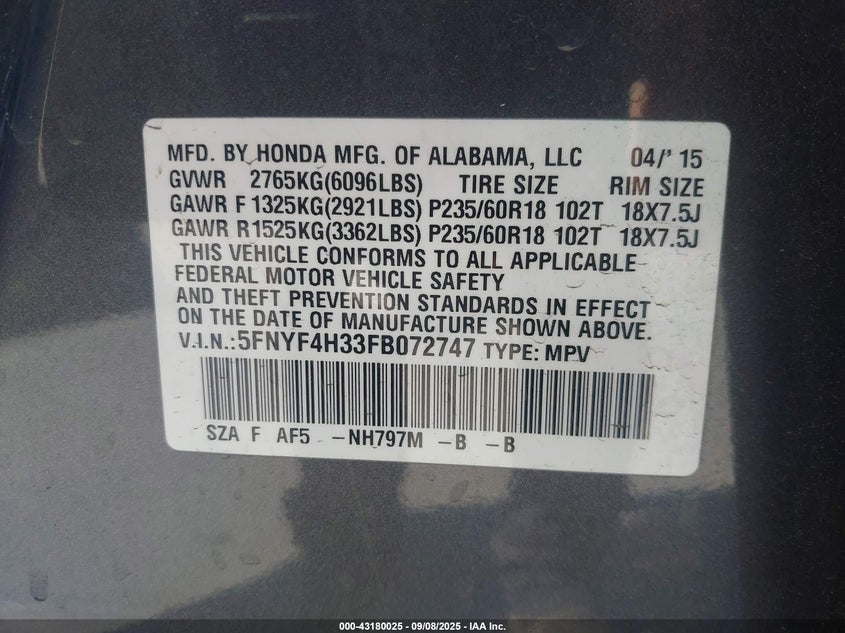 MFD. BY HONDA MFG. OF ALABAMA, LLC 04/'15
GVWR 2765KG(6096LBS) TIRE SIZE RIM SIZE
GAWR F 1325KG(2921LBS) P235/60R18 102T 18X7.5J
GAWR R1525KG(3362LBS) P235/60R18 102T 18X7.5J
THIS VEHICLE CONFORMS TO ALL APPLICABLE
FEDERAL MOTOR VEHICLE SAFETY
AND THEFT PREVENTION STANDARDS IN EFFECT
ON THE DATE OF MANUFACTURE SHOWN ABOVE.
V.I.N.:5FNYF4H33FB072747 TYPE: MPV
SZA F AF5 -NH797M -B -B
000-43180025 - 09/08/2025 - IAA Inc.